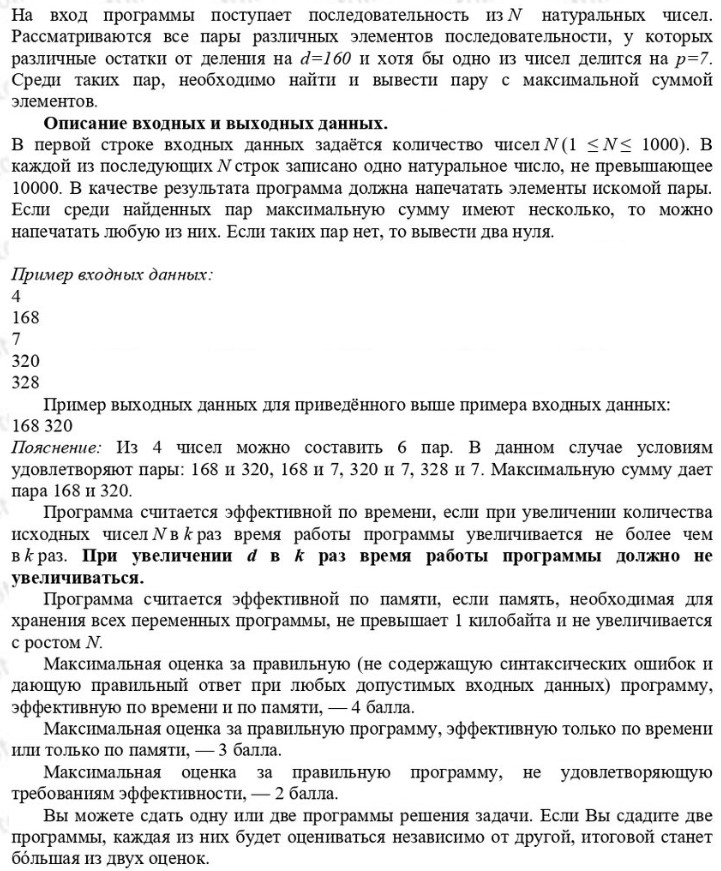 На вход программы поступает последовательность из N натуральных чисел.
Рассматриваются все пары различных элементов последовательности, у которых
различные остатки от деления на d=160 и хотя бы одно из чисел делится на p=7.
Среди таких пар, необходимо найти и вывести пару с максимальной суммой
элементов.
Описание входных и выходных данных.
В первой строке входных данных задаётся количество чисел N (1 ≤ N ≤ 1000). В
каждой из последующих N строк записано одно натуральное число, не превышающее
10000. В качестве результата программа должна напечатать элементы искомой пары.
Если среди найденных пар максимальную сумму имеют несколько, то можно
напечатать любую из них. Если таких пар нет, то вывести два нуля.
Пример входных данных:
4
168
7
320
328
Пример выходных данных для приведённого выше примера входных данных:
168 320
Пояснение: Из 4 чисел можно составить 6 пар. В данном случае условиям
удовлетворяют пары: 168 и 320, 168 и 7, 320 и 7, 328 и 7. Максимальную сумму дает
пара 168 и 320.
Программа считается эффективной по времени, если при увеличении количества
исходных чисел N в k раз время работы программы увеличивается не более чем
в k раз. При увеличении d в k раз время работы программы должно не
увеличиваться.
Программа считается эффективной по памяти, если память, необходимая для
хранения всех переменных программы, не превышает 1 килобайта и не увеличивается
с ростом N.
Максимальная оценка за правильную (не содержащую синтаксических ошибок и
дающую правильный ответ при любых допустимых входных данных) программу,
эффективную по времени и по памяти, — 4 балла.
Максимальная оценка за правильную программу, эффективную только по времени
или только по памяти, — 3 балла.
Максимальная оценка за правильную программу, не удовлетворяющую
требованиям эффективности, — 2 балла.
Вы можете сдать одну или две программы решения задачи. Если Вы сдадите две
программы, каждая из них будет оцениваться независимо от другой, итоговой станет
бо́льшая из двух оценок.